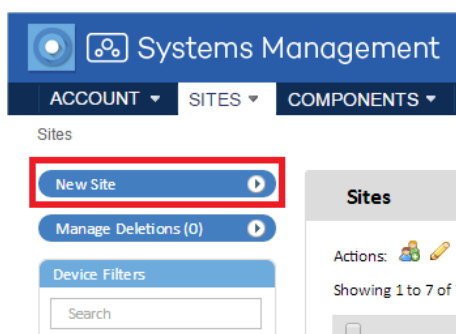 Systems Management
ACCOUNT SITES COMPONENTS
Sites
New Site
Manage Deletions (0)
Device Filters
Search
Sites
Actions:
Showing 1 to 7 of